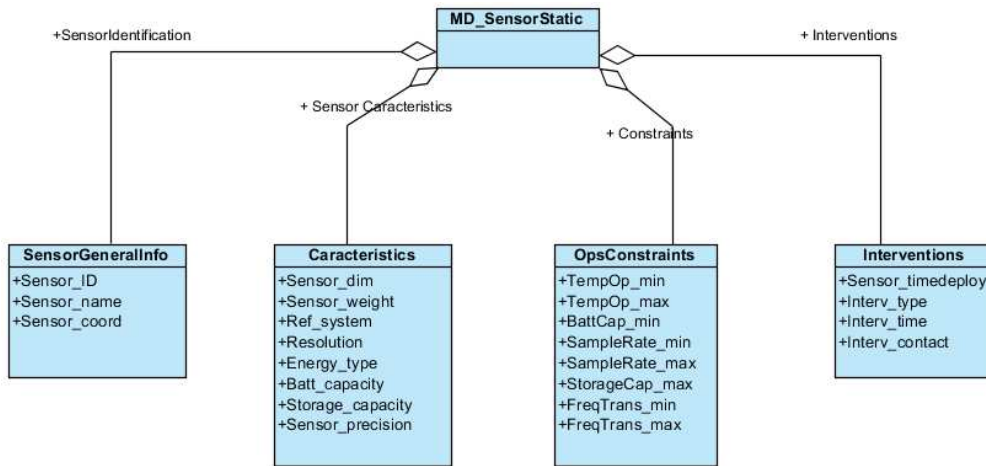 MD_SensorStatic
+SensorIdentification
+ Interventions
+ Sensor Caracteristics
+ Constraints
SensorGeneralInfo
+Sensor_ID
+Sensor_name
+Sensor_coord
Caracteristics
+Sensor_dim
+Sensor_weight
+Ref_system
+Resolution
+Energy_type
+Batt_capacity
+Storage_capacity
+Sensor_precision
OpsConstraints
+TempOp_min
+TempOp_max
+BattCap_min
+SampleRate_min
+SampleRate_max
+StorageCap_max
+FreqTrans_min
+FreqTrans_max
Interventions
+Sensor_timedeploy
+Interv_type
+Interv_time
+Interv_contact